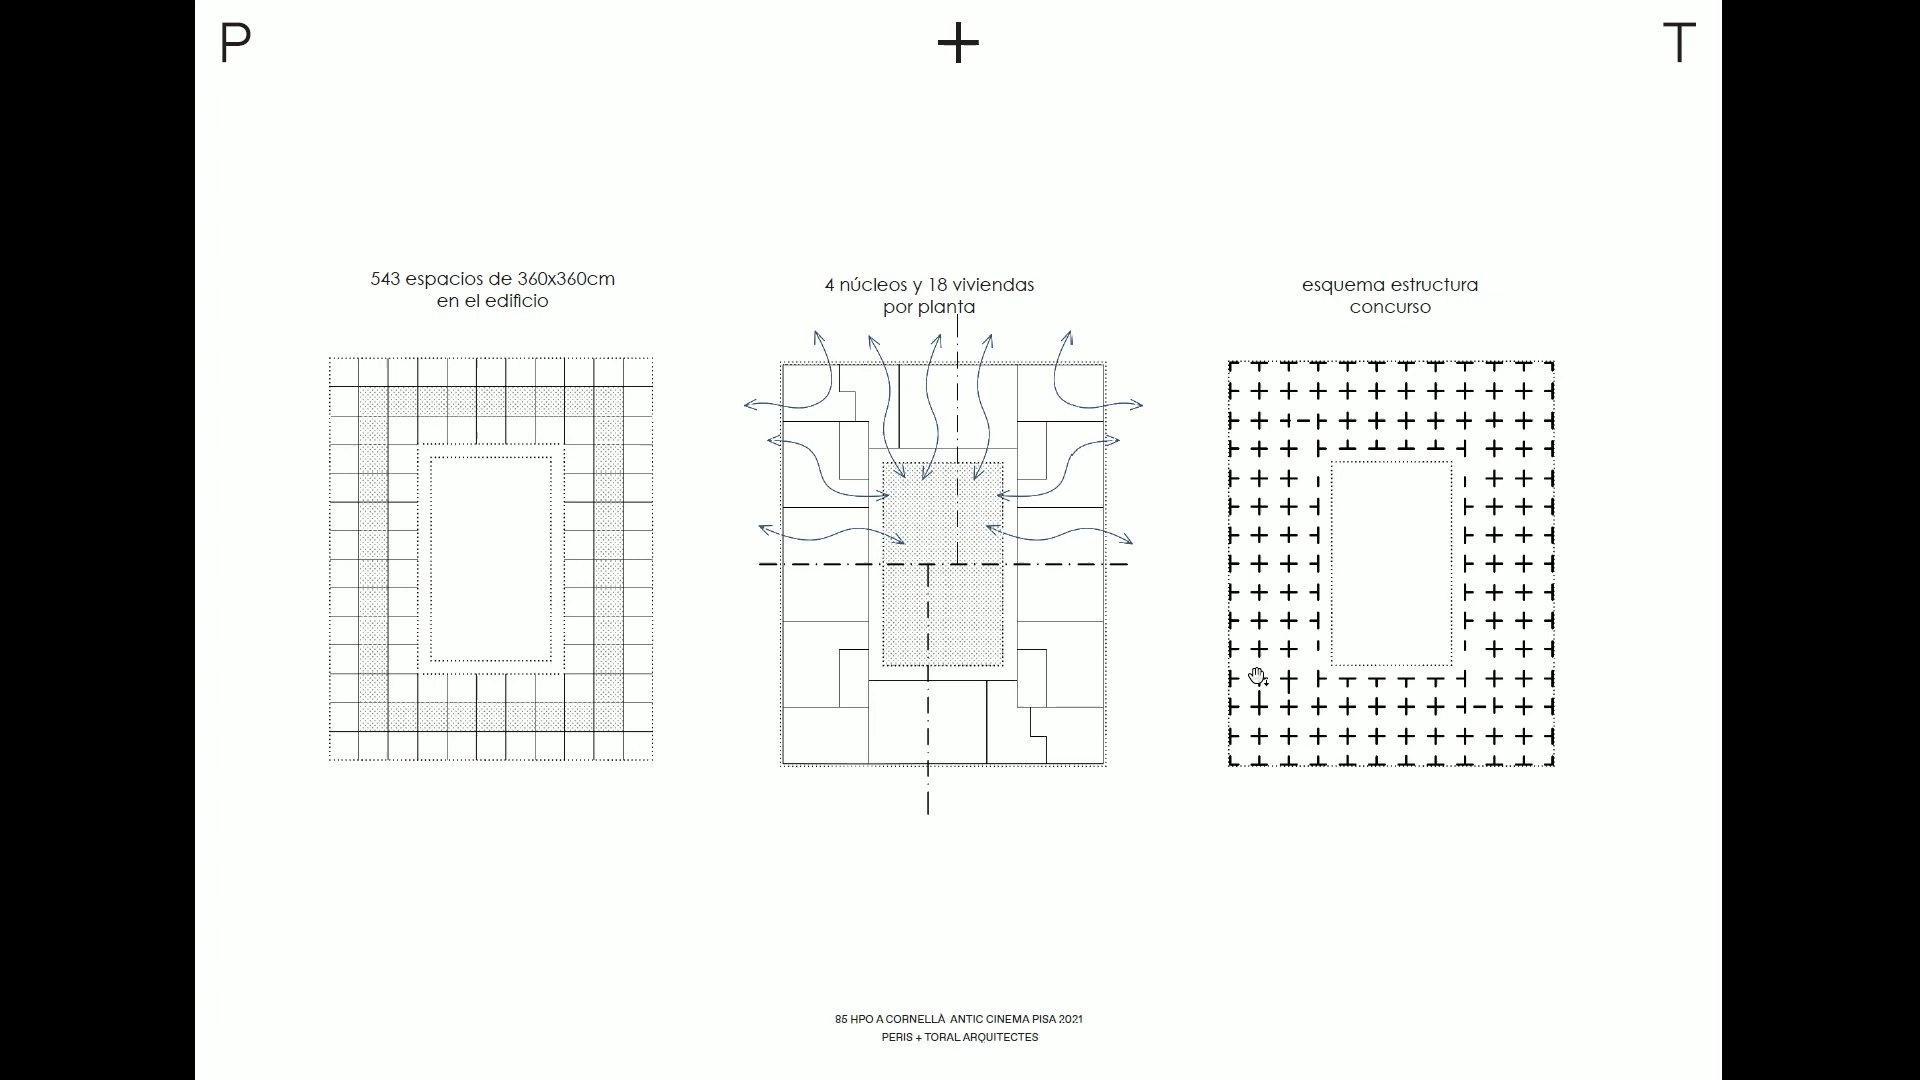 P + T
543 espacios de 360x360cm
en el edificio
4 núcleos y 18 viviendas
por planta
esquema estructura
concurso
85 HPO A CORNELLÀ ANTIC CINEMA PISA 2021
PERIS + TORAL ARQUITECTES